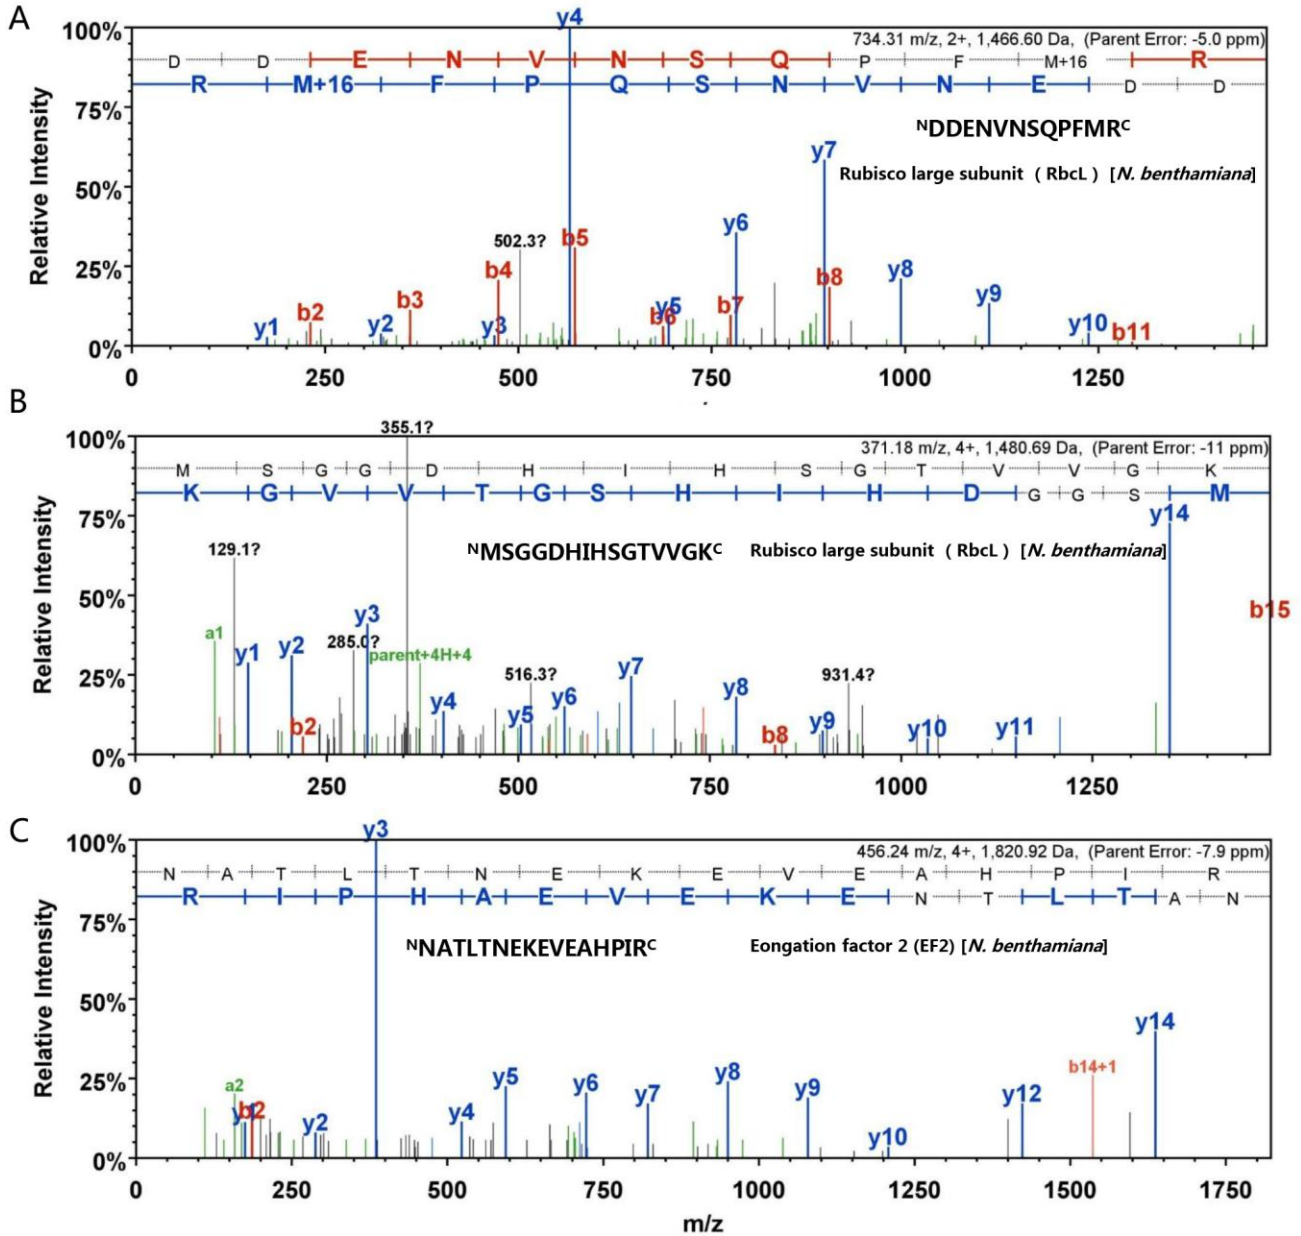 A
y4
100%
734.31 m/z, 2+, 1,466.60 Da, (Parent Error: -5.0 ppm)
D D E N V N S Q P F M+16 R
R M+16 F P Q S N V N E D D
75%
ᴺDDENVNSQPFMRᶜ
y7
Rubisco large subunit ( RbcL ) [N. benthamiana]
50%
y6
502.3? b5
b4 y8
25%
b8
b3 y9
b2 y5 b7
y1 y2 y3 b6 y10 b11
0%
0 250 500 750 1000 1250
Relative Intensity
B
355.1?
100%
371.18 m/z, 4+, 1,480.69 Da, (Parent Error: -11 ppm)
M S G G D H I H S G T V V G K
K G V V T G S H I H D G G S M
75%
y14
129.1?
ᴺMSGGDHIHSGTVVGKᶜ Rubisco large subunit ( RbcL ) [N. benthamiana]
50%
y3 b15
a1
y1 y2 285.0? parent+4H+4
y7
25%
516.3? 931.4?
y4 y6 y8
b2 y5 b8 y9 y10 y11
0%
0 250 500 750 1000 1250
Relative Intensity
C
y3
100%
456.24 m/z, 4+, 1,820.92 Da, (Parent Error: -7.9 ppm)
N A T L T N E K E V E A H P I R
R I P H A E V E K E N T L T A N
75%
ᴺNATLTNEKEVEAHPIRᶜ Eongation factor 2 (EF2) [N. benthamiana]
50%
y14
25%
a2 y5 y6 y7 y8 y9 y12 b14+1
y1 b2 y2 y4 y10
0%
0 250 500 750 1000 1250 1500 1750
Relative Intensity
m/z